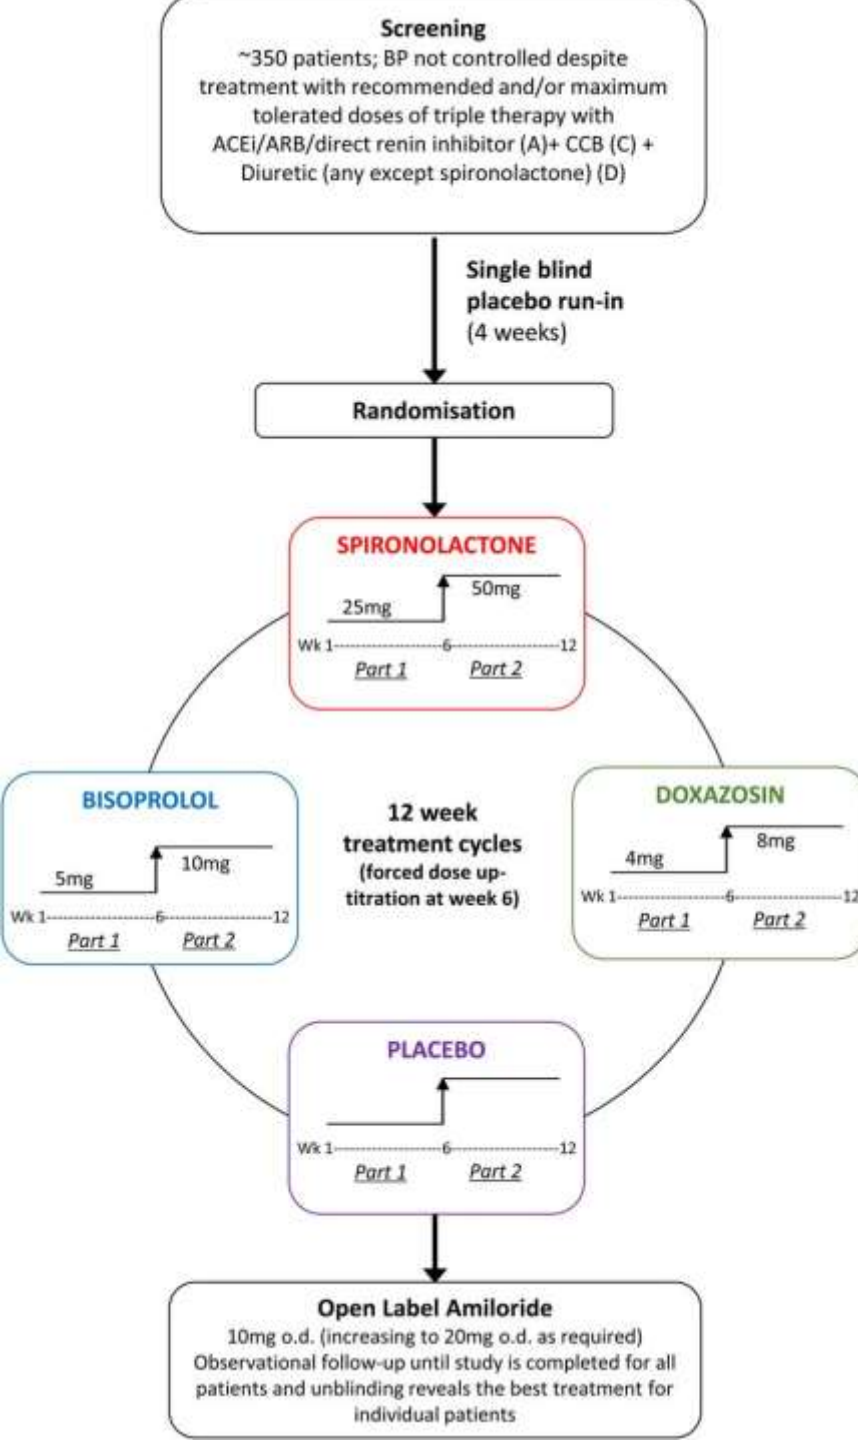 Screening
~350 patients; BP not controlled despite
treatment with recommended and/or maximum
tolerated doses of triple therapy with
ACEi/ARB/direct renin inhibitor (A)+ CCB (C) +
Diuretic (any except spironolactone) (D)
Single blind
placebo run-in
(4 weeks)
Randomisation
SPIRONOLACTONE
50mg
25mg
Wk 1 6 12
Part 1 Part 2
BISOPROLOL
10mg
5mg
Wk 1 6 12
Part 1 Part 2
12 week
treatment cycles
(forced dose up-
titration at week 6)
DOXAZOSIN
8mg
4mg
Wk 1 6 12
Part 1 Part 2
PLACEBO
Wk 1 6 12
Part 1 Part 2
Open Label Amiloride
10mg o.d. (increasing to 20mg o.d. as required)
Observational follow-up until study is completed for all
patients and unblinding reveals the best treatment for
individual patients